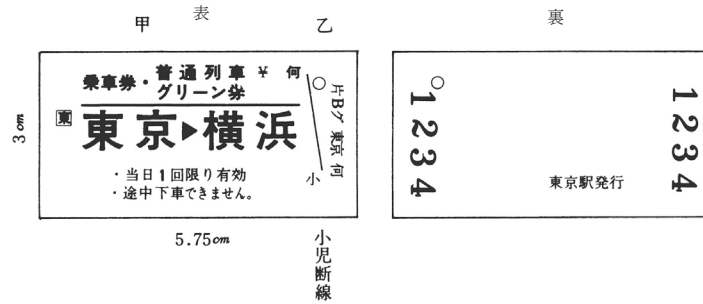 甲 表 乙
乗車券・普通列車グリーン券 ¥ 何
東 東京▶横浜
・当日1回限り有効
・途中下車できません。
片Bグ 東京 何
小
3cm
5.75cm
小児断線
裏
1234
東京駅発行
1234